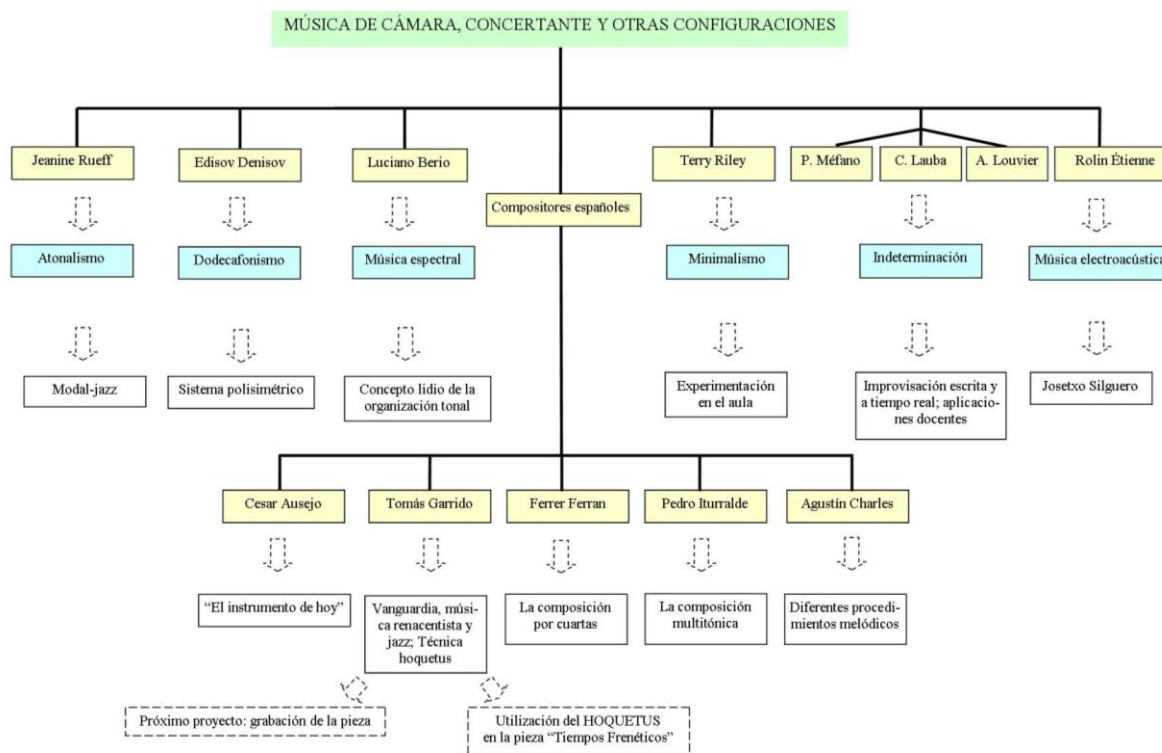 MÚSICA DE CÁMARA, CONCERTANTE Y OTRAS CONFIGURACIONES
Jeanine Rueff
Edisov Denisov
Luciano Berio
Terry Riley
P. Méfano
C. Lauba
A. Louvier
Rolin Étienne
Compositores españoles
Atonalismo
Dodecafonismo
Música espectral
Minimalismo
Indeterminación
Música electroacústica
Modal-jazz
Sistema polisimétrico
Concepto lidio de la
organización tonal
Experimentación
en el aula
Improvisación escrita y
a tiempo real; aplicacio-
nes docentes
Josetxo Silguero
Cesar Ausejo
Tomás Garrido
Ferrer Ferran
Pedro Iturralde
Agustín Charles
“El instrumento de hoy”
Vanguardia, músi-
ca renacentista y
jazz; Técnica
hoquetus
La composición
por cuartas
La composición
multitónica
Diferentes procedi-
mientos melódicos
Próximo proyecto: grabación de la pieza
Utilización del HOQUETUS
en la pieza “Tiempos Frenéticos”